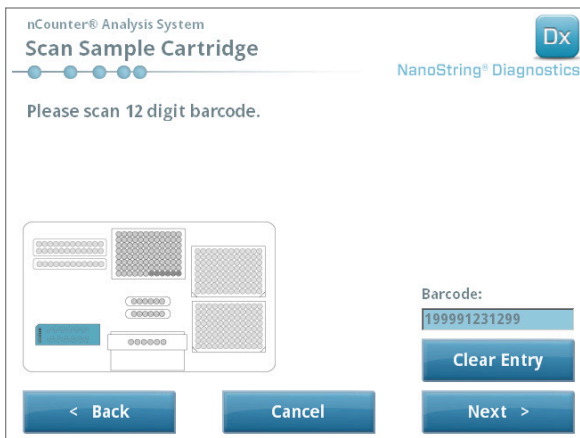 nCounter® Analysis System
Scan Sample Cartridge
Dx
NanoString® Diagnostics
Please scan 12 digit barcode.
Barcode:
199991231299
Clear Entry
< Back
Cancel
Next >